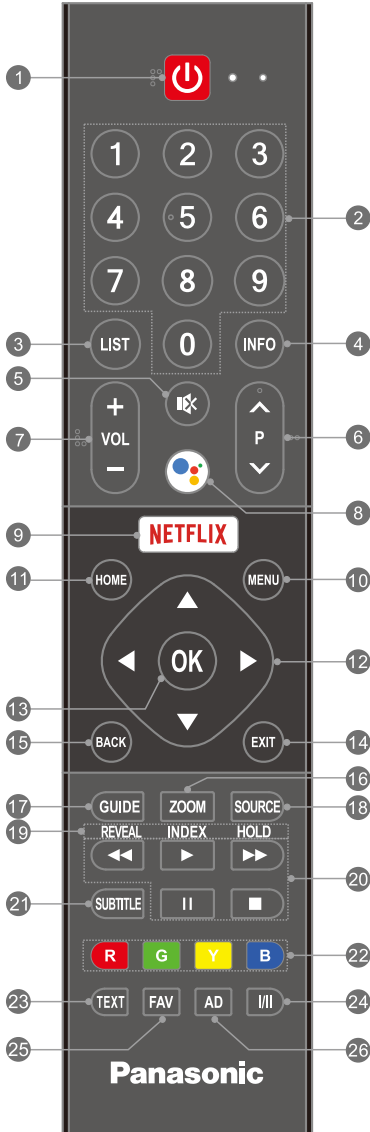 1
1 2 3
4 5 6 2
7 8 9
3 LIST 0 INFO 4
5
7 + VOL − P 6
8
9 NETFLIX
11 HOME MENU 10
OK 12
13
15 BACK EXIT 14
16
17 GUIDE ZOOM SOURCE 18
19 REVEAL INDEX HOLD
20
21 SUBTITLE
R G Y B 22
23 TEXT FAV AD I/II 24
25 26
Panasonic